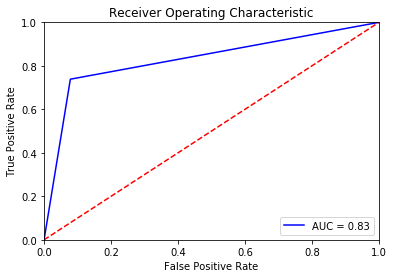 Receiver Operating Characteristic
1.0
0.8
0.6
0.4
0.2
0.0
True Positive Rate
AUC = 0.83
0.0 0.2 0.4 0.6 0.8 1.0
False Positive Rate